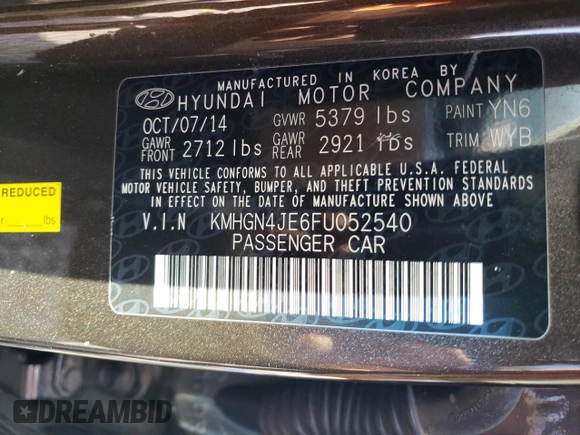 MANUFACTURED IN KOREA BY
HYUNDAI MOTOR COMPANY
OCT/07/14 GVWR 5379 lbs PAINT YN6
GAWR FRONT 2712 lbs GAWR REAR 2921 lbs TRIM WYB
THIS VEHICLE CONFORMS TO ALL APPLICABLE U.S.A. FEDERAL
MOTOR VEHICLE SAFETY, BUMPER, AND THEFT PREVENTION STANDARDS
IN EFFECT ON THE DATE OF MANUFACTURE SHOWN ABOVE
V.I.N KMHGN4JE6FU052540
PASSENGER CAR
REDUCED
lbs
DREAMBID